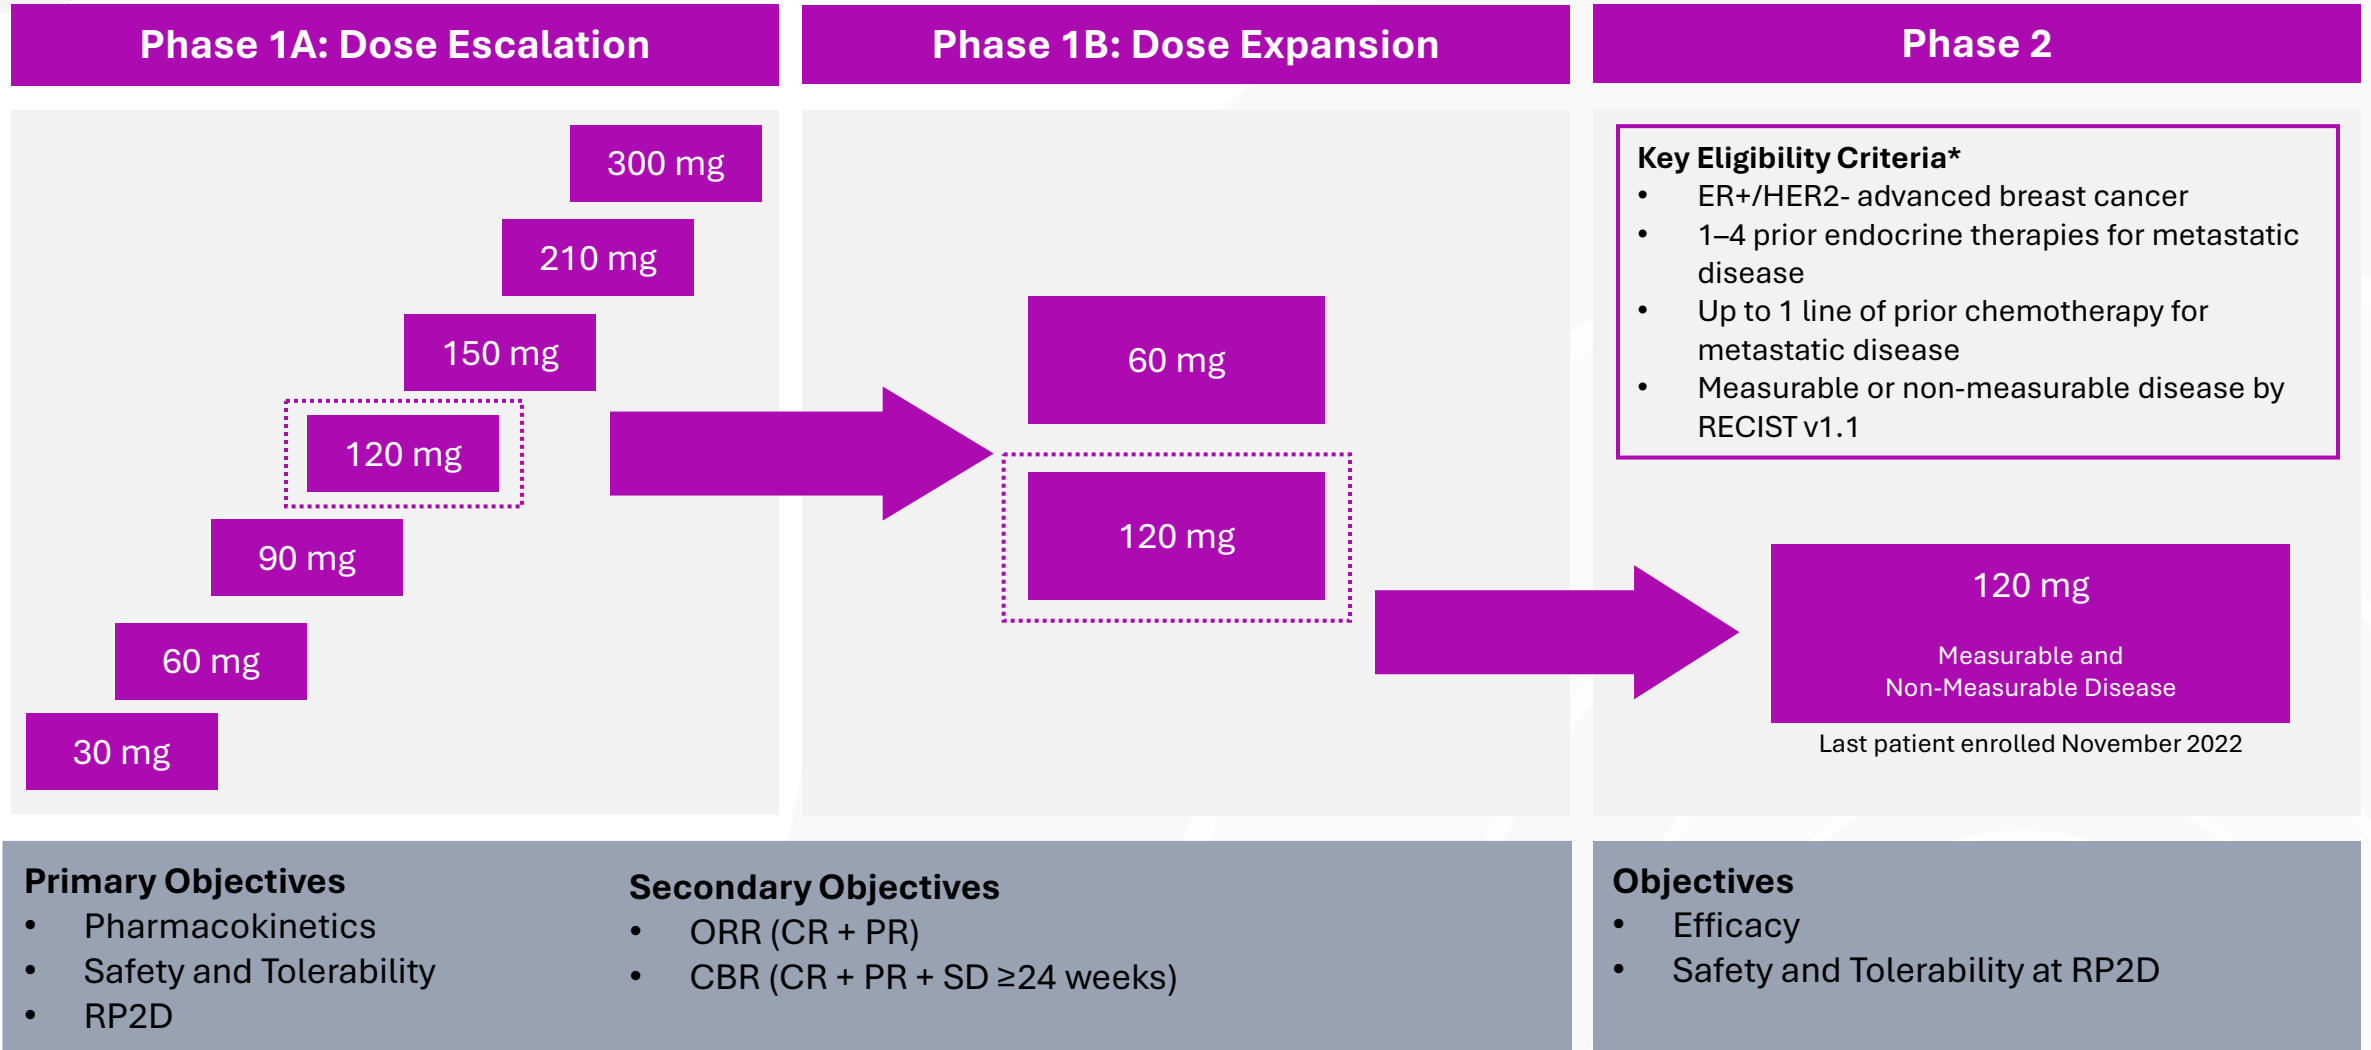 Phase 1A: Dose Escalation
300 mg
210 mg
150 mg
120 mg
90 mg
60 mg
30 mg
Phase 1B: Dose Expansion
60 mg
120 mg
Phase 2
Key Eligibility Criteria*
• ER+/HER2- advanced breast cancer
• 1–4 prior endocrine therapies for metastatic
disease
• Up to 1 line of prior chemotherapy for
metastatic disease
• Measurable or non-measurable disease by
RECIST v1.1
120 mg
Measurable and
Non-Measurable Disease
Last patient enrolled November 2022
Primary Objectives
• Pharmacokinetics
• Safety and Tolerability
• RP2D
Secondary Objectives
• ORR (CR + PR)
• CBR (CR + PR + SD ≥24 weeks)
Objectives
• Efficacy
• Safety and Tolerability at RP2D